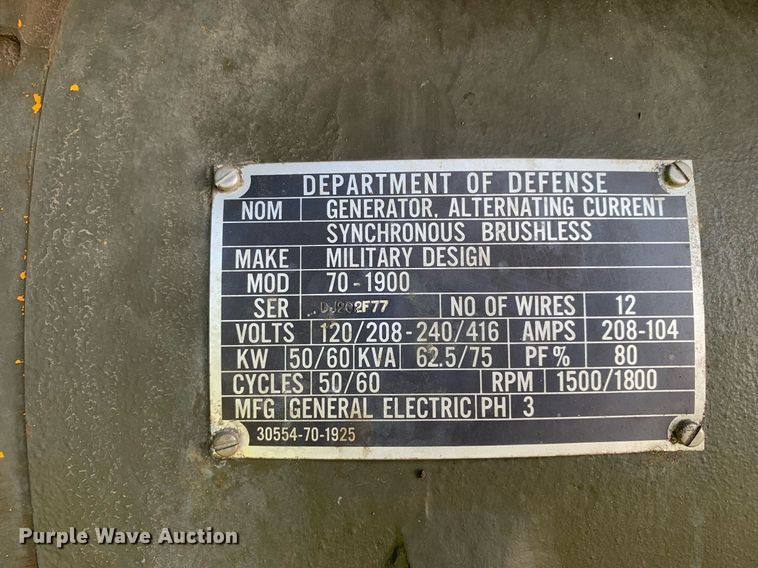 DEPARTMENT OF DEFENSE
NOM GENERATOR, ALTERNATING CURRENT
SYNCHRONOUS BRUSHLESS
MAKE MILITARY DESIGN
MOD 70-1900
SER DJ202F77 NO OF WIRES 12
VOLTS 120/208-240/416 AMPS 208-104
KW 50/60 KVA 62.5/75 PF% 80
CYCLES 50/60 RPM 1500/1800
MFG GENERAL ELECTRIC PH 3
30554-70-1925
Purple Wave Auction